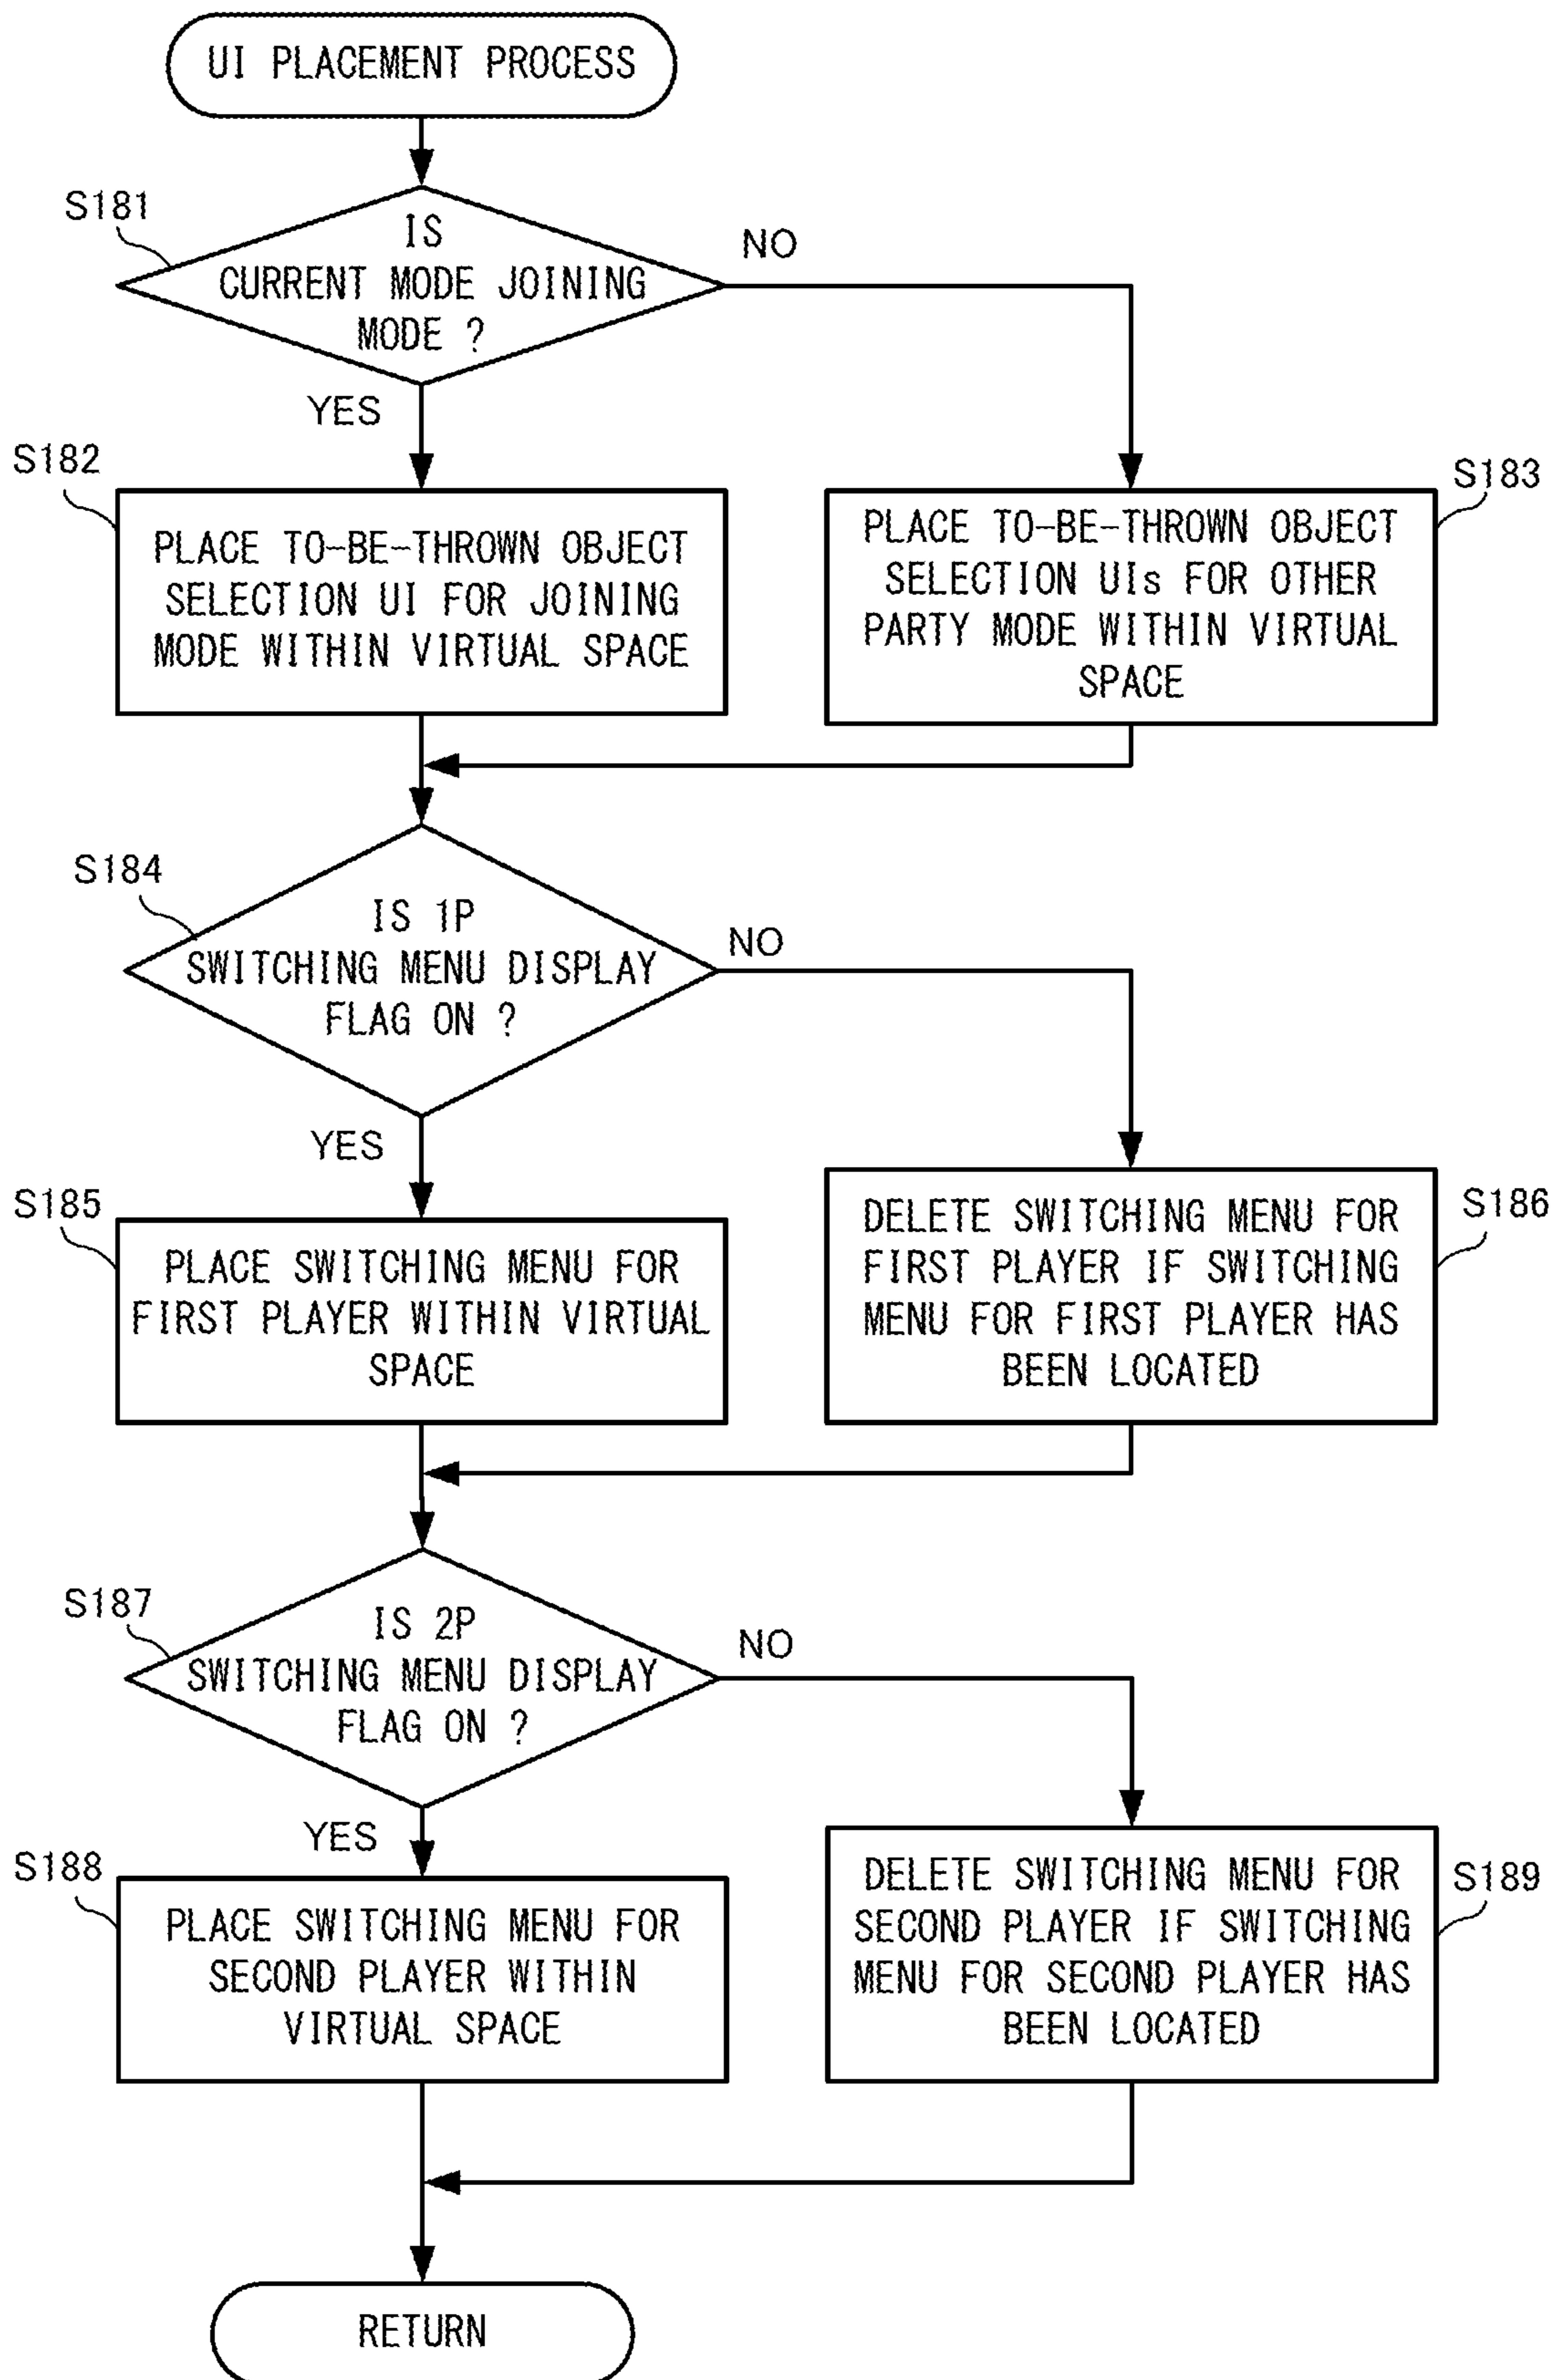 UI PLACEMENT PROCESS
S181
IS
CURRENT MODE JOINING
MODE ?
NO
YES
S182
PLACE TO-BE-THROWN OBJECT
SELECTION UI FOR JOINING
MODE WITHIN VIRTUAL SPACE
S183
PLACE TO-BE-THROWN OBJECT
SELECTION UIs FOR OTHER
PARTY MODE WITHIN VIRTUAL
SPACE
S184
IS 1P
SWITCHING MENU DISPLAY
FLAG ON ?
NO
YES
S185
PLACE SWITCHING MENU FOR
FIRST PLAYER WITHIN VIRTUAL
SPACE
S186
DELETE SWITCHING MENU FOR
FIRST PLAYER IF SWITCHING
MENU FOR FIRST PLAYER HAS
BEEN LOCATED
S187
IS 2P
SWITCHING MENU DISPLAY
FLAG ON ?
NO
YES
S188
PLACE SWITCHING MENU FOR
SECOND PLAYER WITHIN
VIRTUAL SPACE
S189
DELETE SWITCHING MENU FOR
SECOND PLAYER IF SWITCHING
MENU FOR SECOND PLAYER HAS
BEEN LOCATED
RETURN